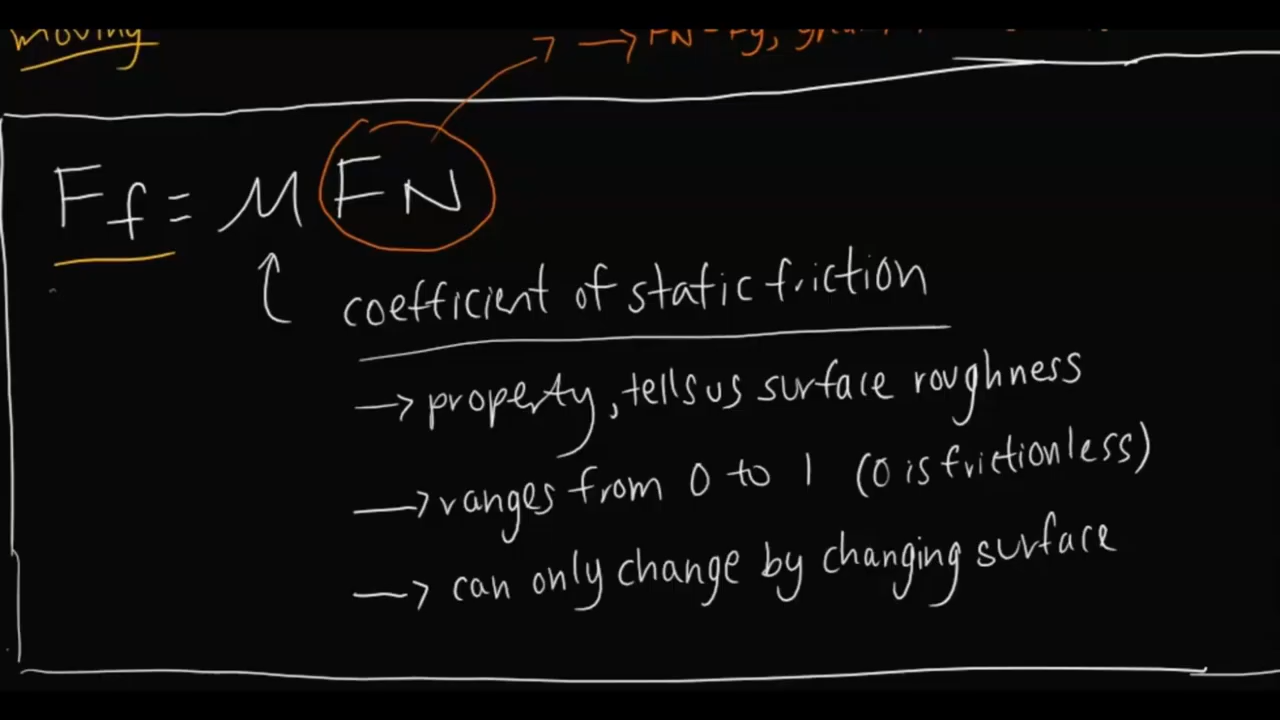 moving
→ FN = Fg,
Ff = μ FN
coefficient of static friction
→ property, tells us surface roughness
→ ranges from 0 to 1 (0 is frictionless)
→ can only change by changing surface